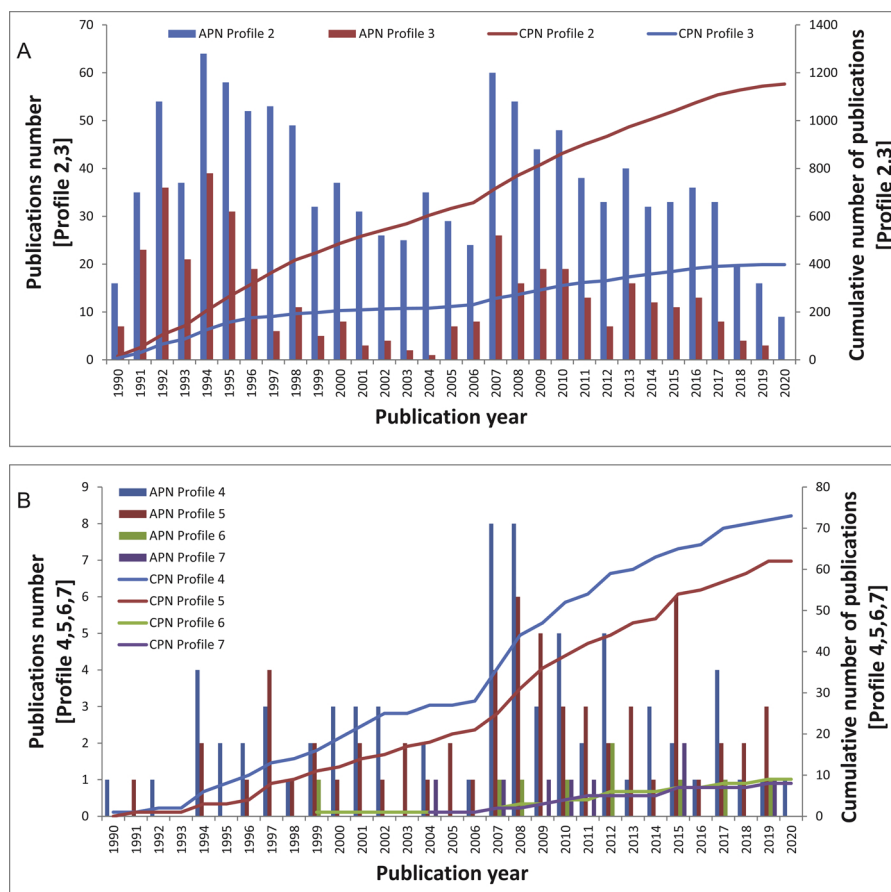 A
APN Profile 2 APN Profile 3 CPN Profile 2 CPN Profile 3
70
60
50
40
30
20
10
0
Publications number
[Profile 2,3]
1400
1200
1000
800
600
400
200
0
Cumulative number of publications
[Profile 2,3]
1990 1991 1992 1993 1994 1995 1996 1997 1998 1999 2000 2001 2002 2003 2004 2005 2006 2007 2008 2009 2010 2011 2012 2013 2014 2015 2016 2017 2018 2019 2020
Publication year
B
APN Profile 4
APN Profile 5
APN Profile 6
APN Profile 7
CPN Profile 4
CPN Profile 5
CPN Profile 6
CPN Profile 7
9
8
7
6
5
4
3
2
1
0
Publications number
[Profile 4,5,6,7]
80
70
60
50
40
30
20
10
0
Cumulative number of publications
[Profile 4,5,6,7]
1990 1991 1992 1993 1994 1995 1996 1997 1998 1999 2000 2001 2002 2003 2004 2005 2006 2007 2008 2009 2010 2011 2012 2013 2014 2015 2016 2017 2018 2019 2020
Publication year